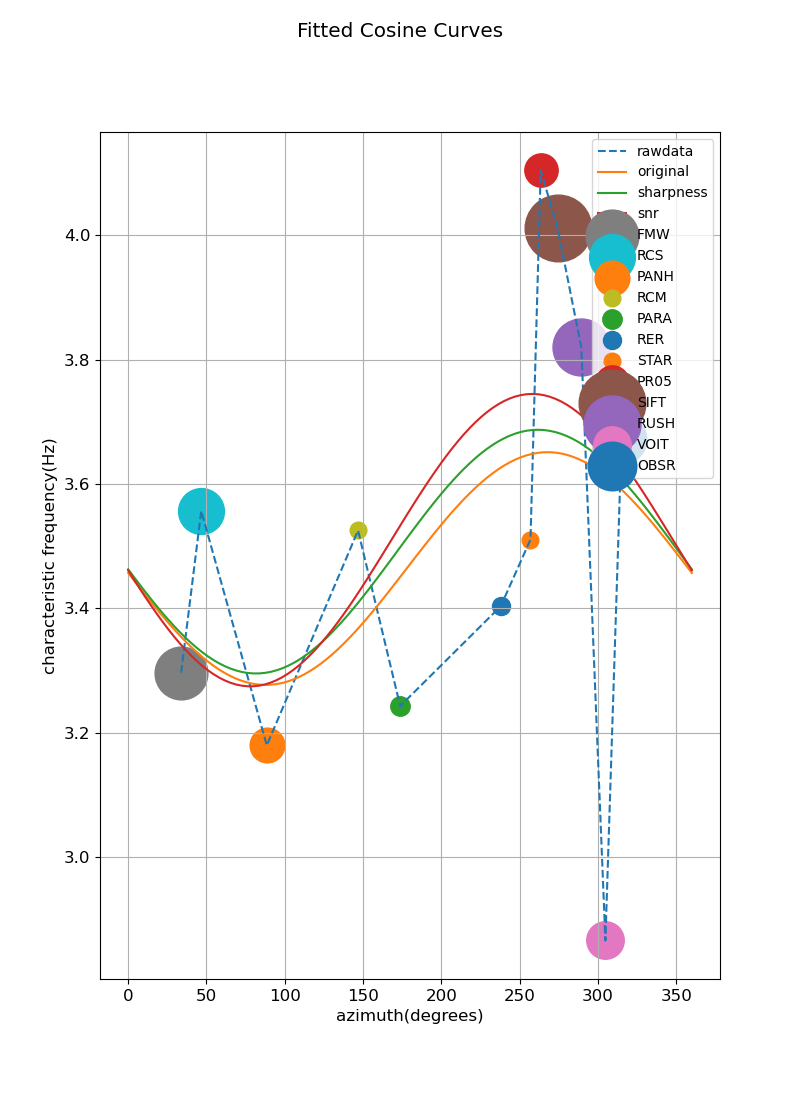 Fitted Cosine Curves
rawdata
original
sharpness
snr
FMW
RCS
PANH
RCM
PARA
RER
STAR
PR05
SIFT
RUSH
VOIT
OBSR
characteristic frequency(Hz)
4.0
3.8
3.6
3.4
3.2
3.0
0 50 100 150 200 250 300 350
azimuth(degrees)